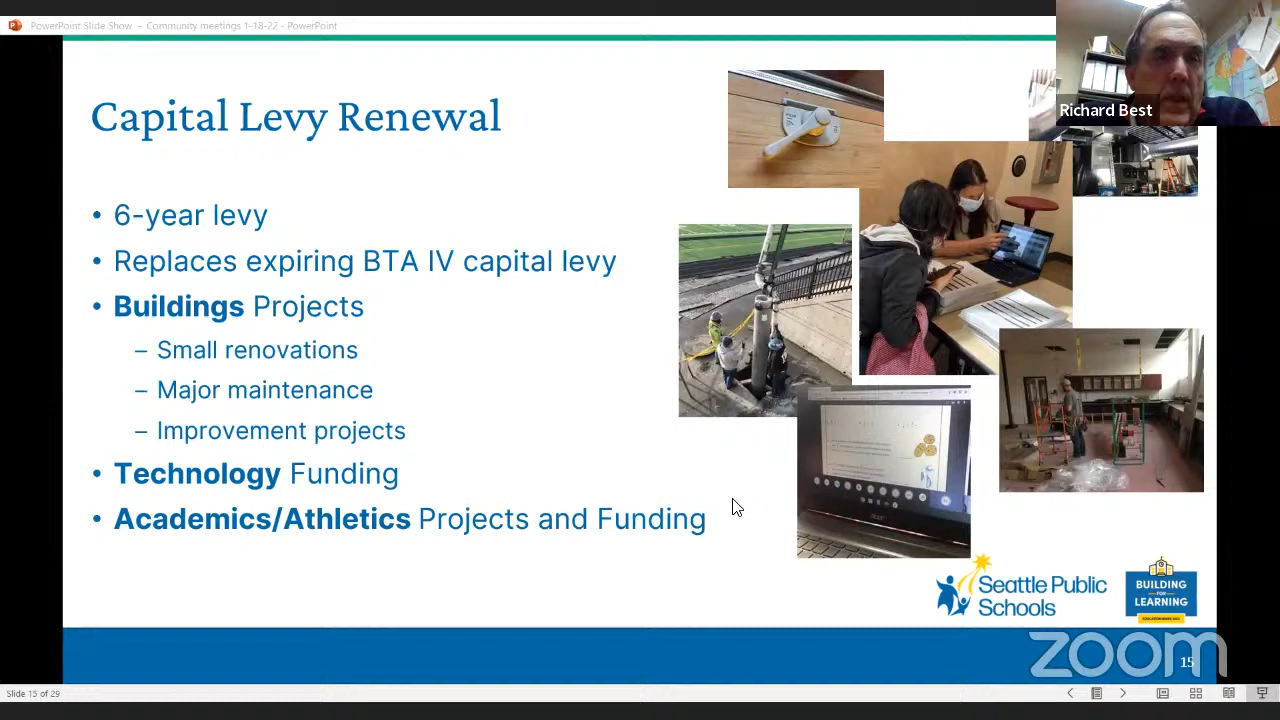 PowerPoint Slide Show - Community meetings 1-18-22 - PowerPoint
Richard Best
Capital Levy Renewal
• 6-year levy
• Replaces expiring BTA IV capital levy
• Buildings Projects
– Small renovations
– Major maintenance
– Improvement projects
• Technology Funding
• Academics/Athletics Projects and Funding
acer
Seattle Public
Schools
BUILDING
FOR
LEARNING
zoom
15
Slide 15 of 29